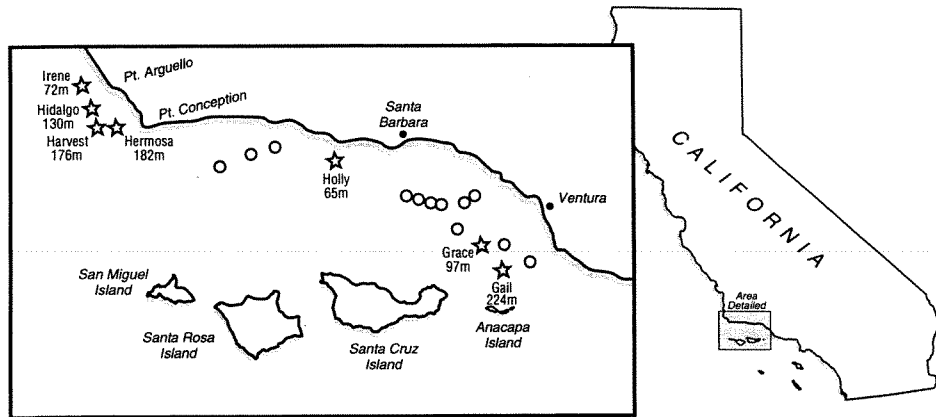 Irene
72m
Pt. Arguello
Hidalgo
130m
Pt. Conception
Harvest
176m
Hermosa
182m
Santa
Barbara
Holly
65m
Ventura
Grace
97m
Gail
224m
San Miguel
Island
Santa Rosa
Island
Santa Cruz
Island
Anacapa
Island
CALIFORNIA
Area
Detailed